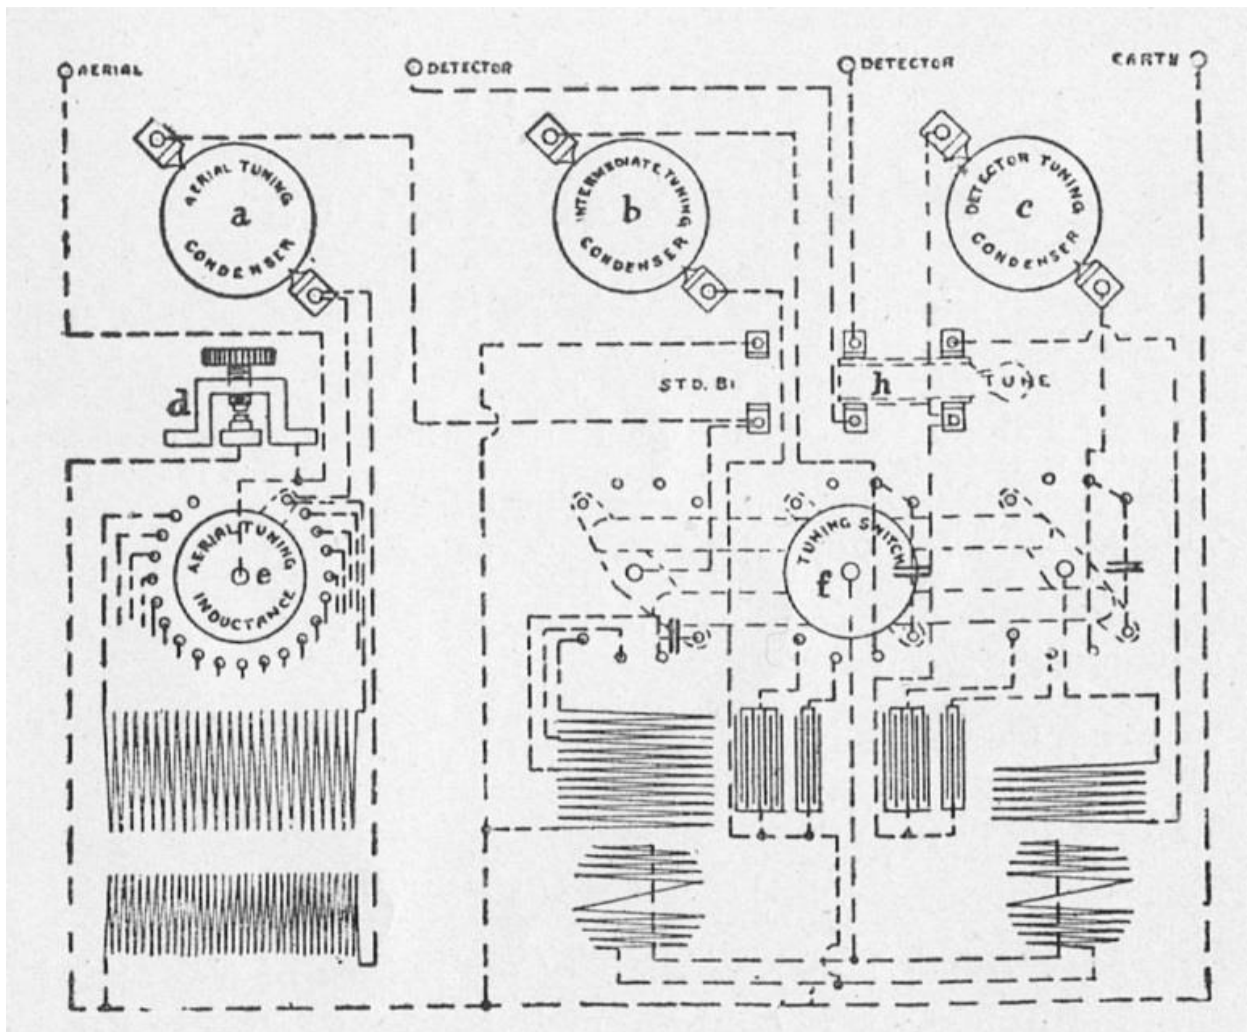 AERIAL
DETECTOR
DETECTOR
EARTH
AERIAL TUNING
a
CONDENSER
INTERMEDIATE TUNING
b
CONDENSER
DETECTOR TUNING
c
CONDENSER
d
STD. BI
h
TUNE
AERIAL TUNING
e
INDUCTANCE
TUNING SWITCH
f